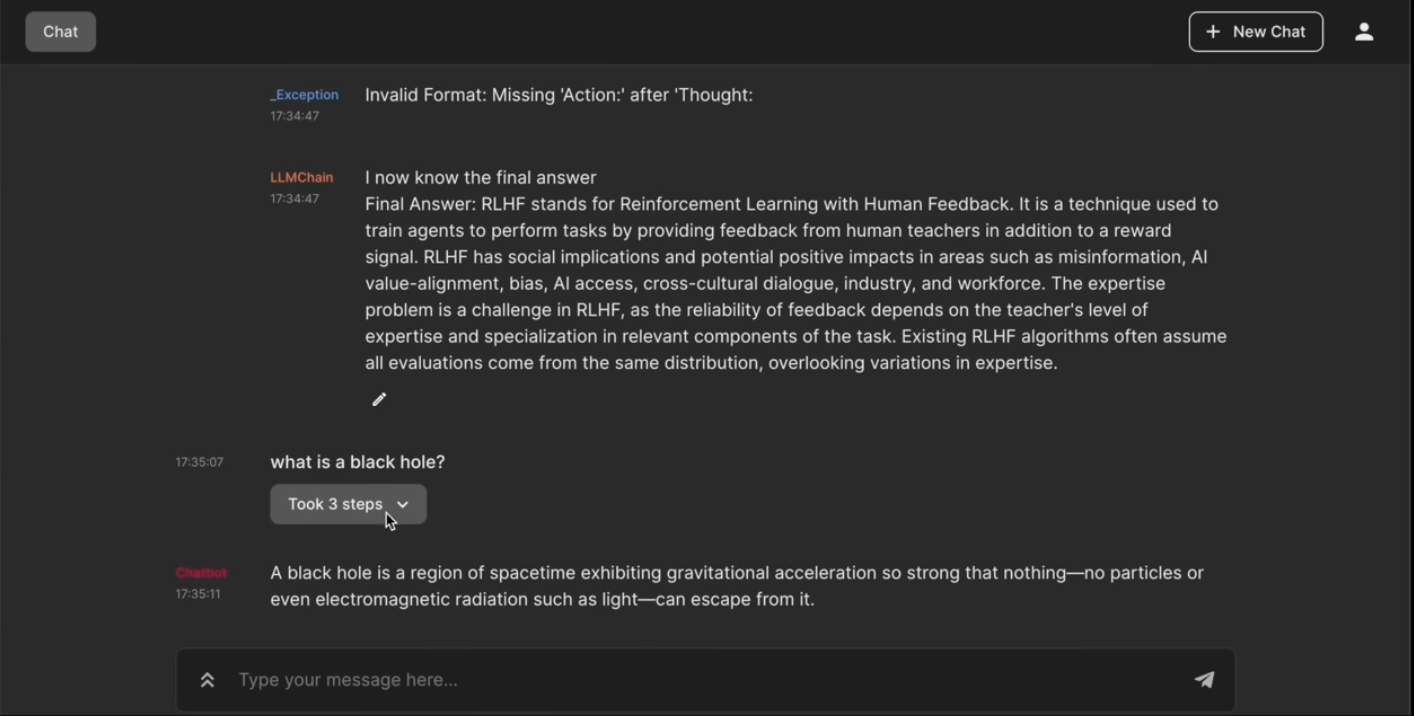 Chat
+ New Chat
_Exception
Invalid Format: Missing 'Action:' after 'Thought:
17:34:47
LLMChain
I now know the final answer
17:34:47
Final Answer: RLHF stands for Reinforcement Learning with Human Feedback. It is a technique used to
train agents to perform tasks by providing feedback from human teachers in addition to a reward
signal. RLHF has social implications and potential positive impacts in areas such as misinformation, AI
value-alignment, bias, AI access, cross-cultural dialogue, industry, and workforce. The expertise
problem is a challenge in RLHF, as the reliability of feedback depends on the teacher's level of
expertise and specialization in relevant components of the task. Existing RLHF algorithms often assume
all evaluations come from the same distribution, overlooking variations in expertise.
17:35:07
what is a black hole?
Took 3 steps
Chatbot
A black hole is a region of spacetime exhibiting gravitational acceleration so strong that nothing—no particles or
17:35:11
even electromagnetic radiation such as light—can escape from it.
Type your message here...